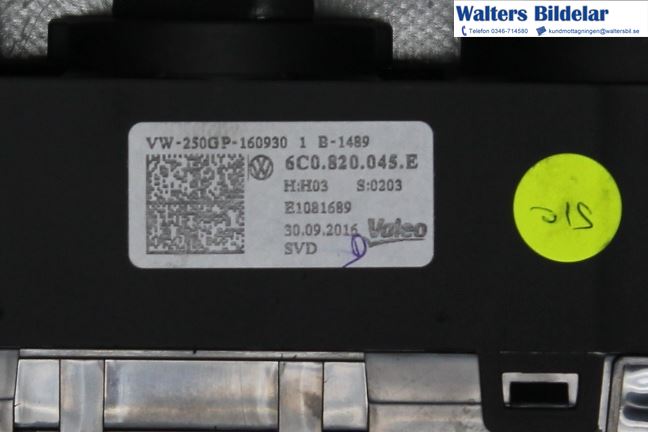 Walters Bildelar
Telefon 0346-714580 kundmottagningen@waltersbil.se
VW-250GP-160930 1 B-1489
6C0.820.045.E
H:H03 S:0203
E1081689
30.09.2016 Valeo
SVD